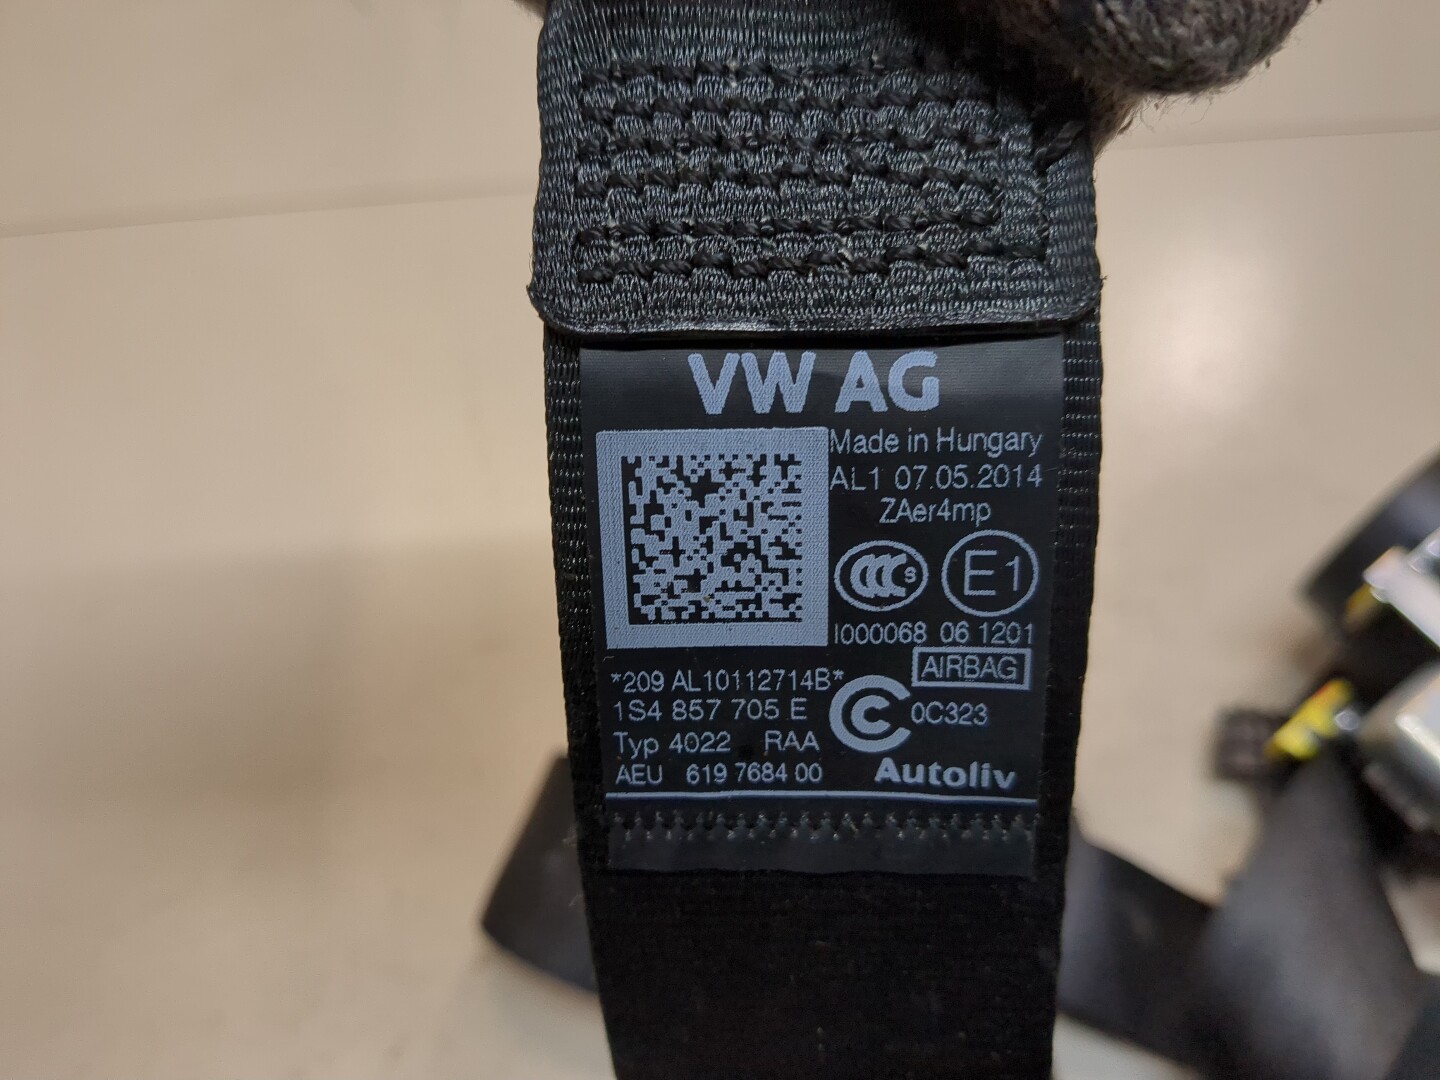 VW AG
Made in Hungary
AL1 07.05.2014
ZAer4mp
CCC S
E1
I000068 06 1201
AIRBAG
*209 AL10112714B*
1S4 857 705 E
C 0C323
Typ 4022 RAA
AEU 619 7684 00
Autoliv